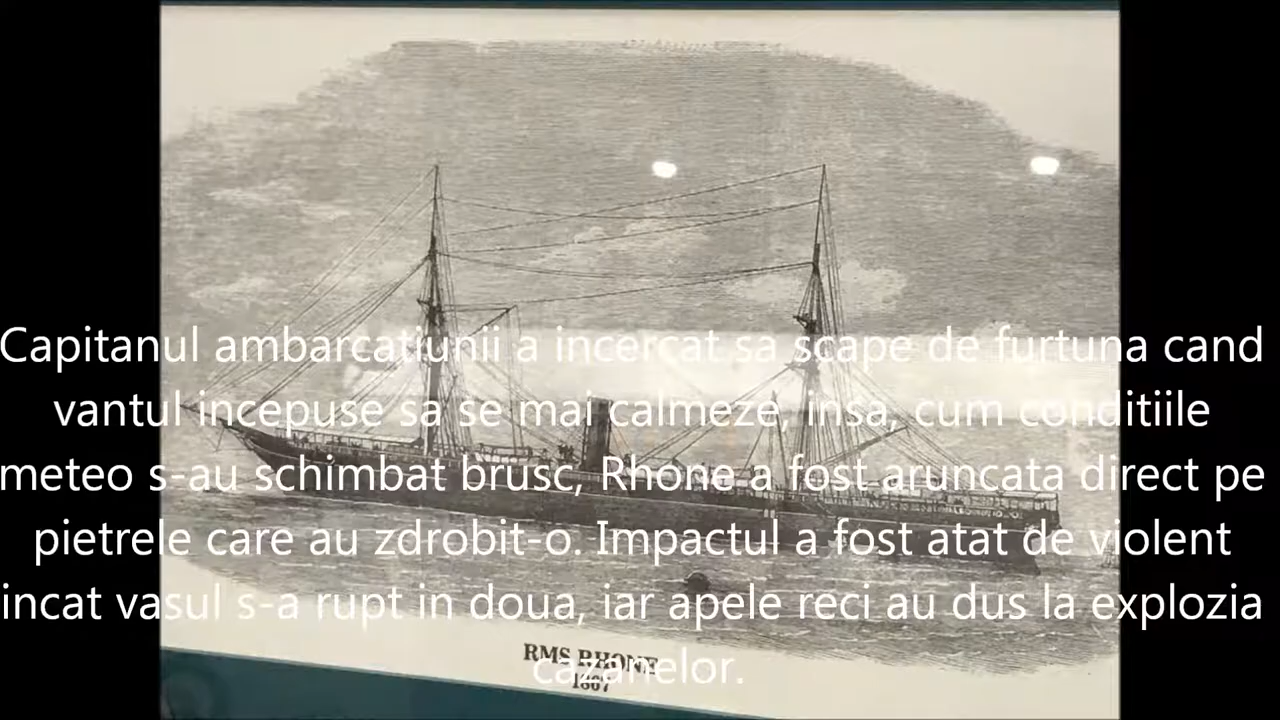 Capitanul ambarcatiunii a incercat sa scape de furtuna cand
vantul incepuse sa se mai calmeze, insa, cum conditiile
meteo s-au schimbat brusc, Rhone a fost aruncata direct pe
pietrele care au zdrobit-o. Impactul a fost atat de violent
incat vasul s-a rupt in doua, iar apele reci au dus la explozia
RMS RHONE
cazanelor.
1867